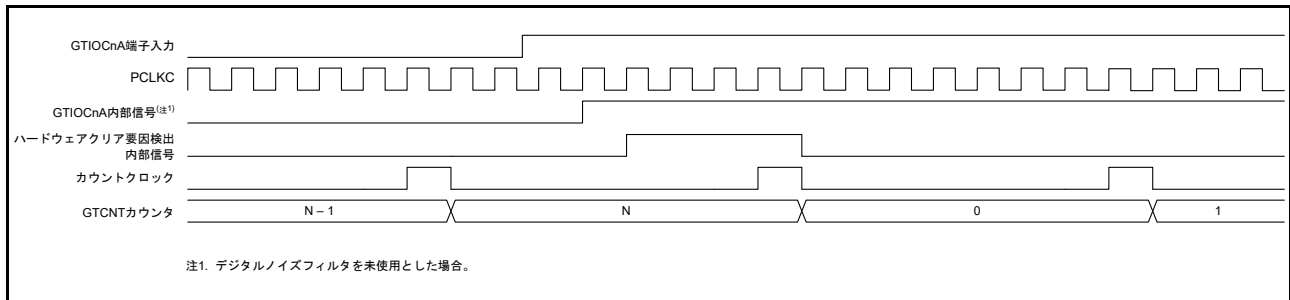 GTIOCnA端子入力
PCLKC
GTIOCnA内部信号(注1)
ハードウェアクリア要因検出
内部信号
カウントクロック
GTCNTカウンタ N – 1 N 0 1
注1. デジタルノイズフィルタを未使用とした場合。